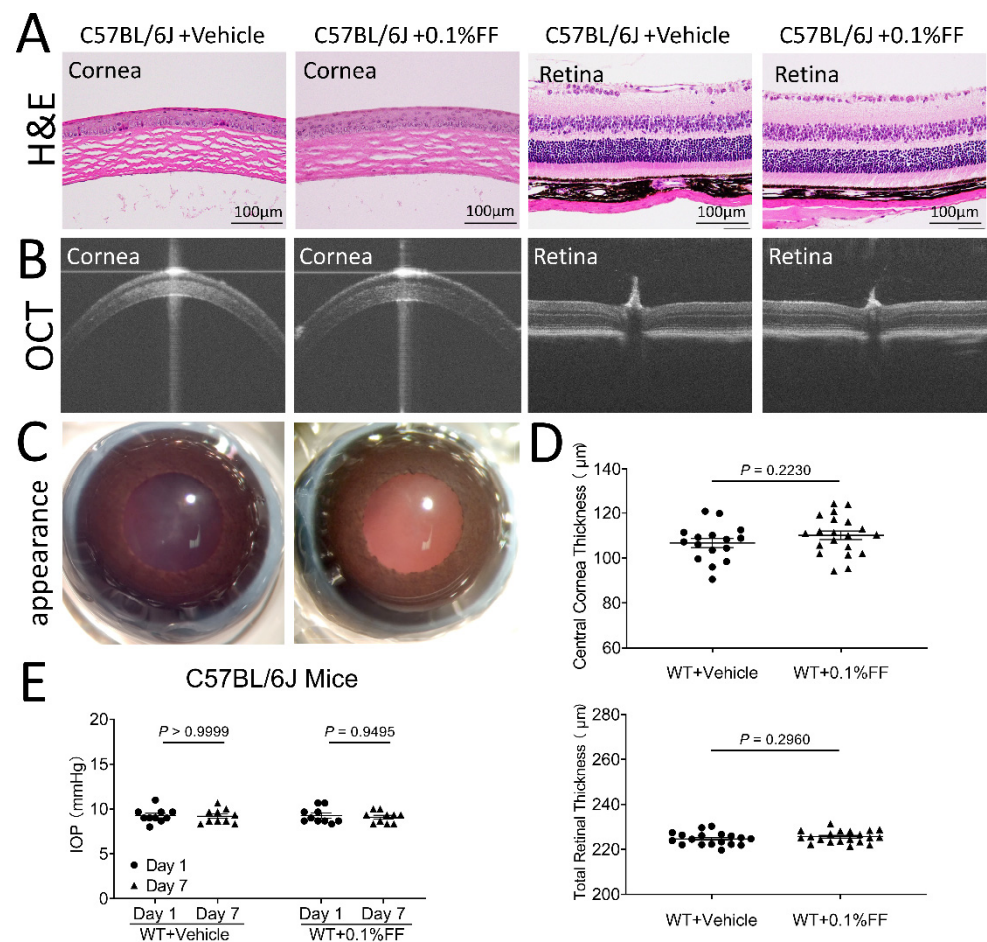 A
C57BL/6J +Vehicle
C57BL/6J +0.1%FF
C57BL/6J +Vehicle
C57BL/6J +0.1%FF
H&E
Cornea
Cornea
Retina
Retina
100μm
100μm
100μm
100μm
B
OCT
Cornea
Cornea
Retina
Retina
C
appearance
D
Central Cornea Thickness (μm)
140
120
100
80
60
P = 0.2230
WT+Vehicle
WT+0.1%FF
Total Retinal Thickness (μm)
280
260
240
220
200
P = 0.2960
WT+Vehicle
WT+0.1%FF
E
C57BL/6J Mice
IOP (mmHg)
20
15
10
5
0
P > 0.9999
P = 0.9495
Day 1
Day 7
Day 1
Day 7
Day 1
Day 7
WT+Vehicle
WT+0.1%FF